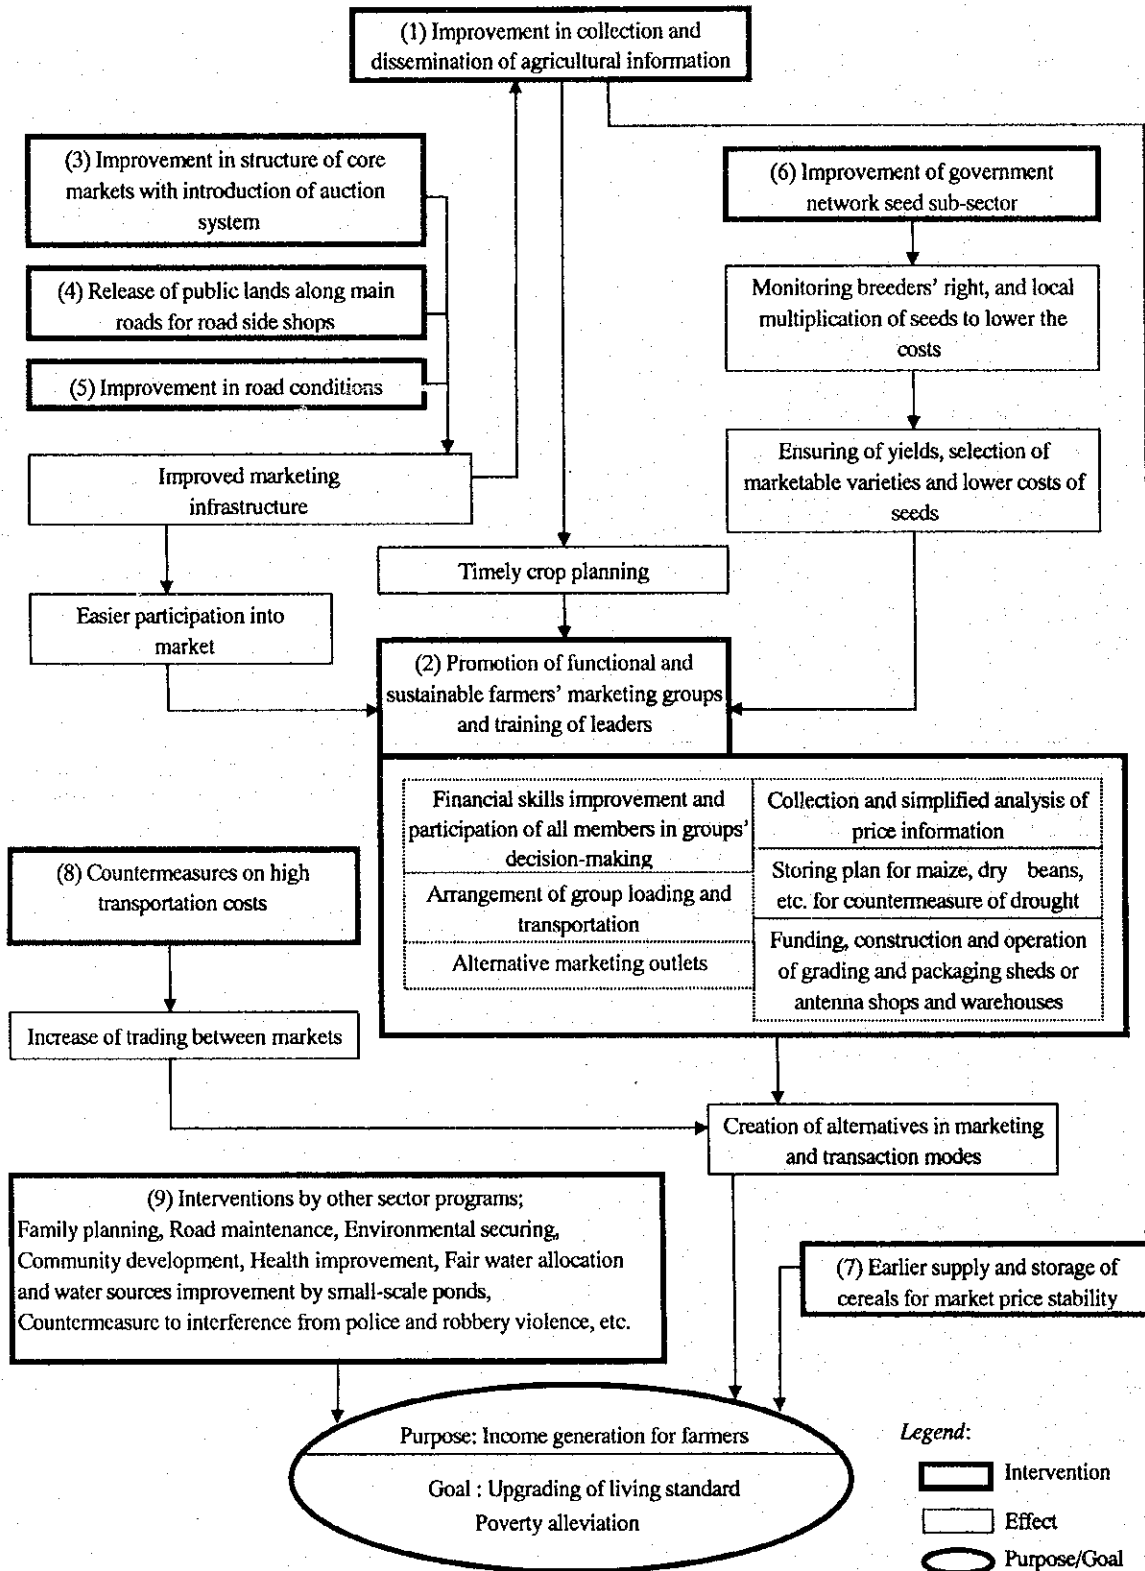 (1) Improvement in collection and
dissemination of agricultural information
(3) Improvement in structure of core
markets with introduction of auction
system
(6) Improvement of government
network seed sub-sector
(4) Release of public lands along main
roads for road side shops
Monitoring breeders' right, and local
multiplication of seeds to lower the
costs
(5) Improvement in road conditions
Improved marketing
infrastructure
Ensuring of yields, selection of
marketable varieties and lower costs of
seeds
Timely crop planning
Easier participation into
market
(2) Promotion of functional and
sustainable farmers' marketing groups
and training of leaders
Financial skills improvement and
participation of all members in groups'
decision-making
Arrangement of group loading and
transportation
Alternative marketing outlets
Collection and simplified analysis of
price information
Storing plan for maize, dry beans,
etc. for countermeasure of drought
Funding, construction and operation
of grading and packaging sheds or
antenna shops and warehouses
(8) Countermeasures on high
transportation costs
Increase of trading between markets
Creation of alternatives in marketing
and transaction modes
(9) Interventions by other sector programs;
Family planning, Road maintenance, Environmental securing,
Community development, Health improvement, Fair water allocation
and water sources improvement by small-scale ponds,
Countermeasure to interference from police and robbery violence, etc.
(7) Earlier supply and storage of
cereals for market price stability
Purpose: Income generation for farmers
Goal : Upgrading of living standard
Poverty alleviation
Legend:
Intervention
Effect
Purpose/Goal